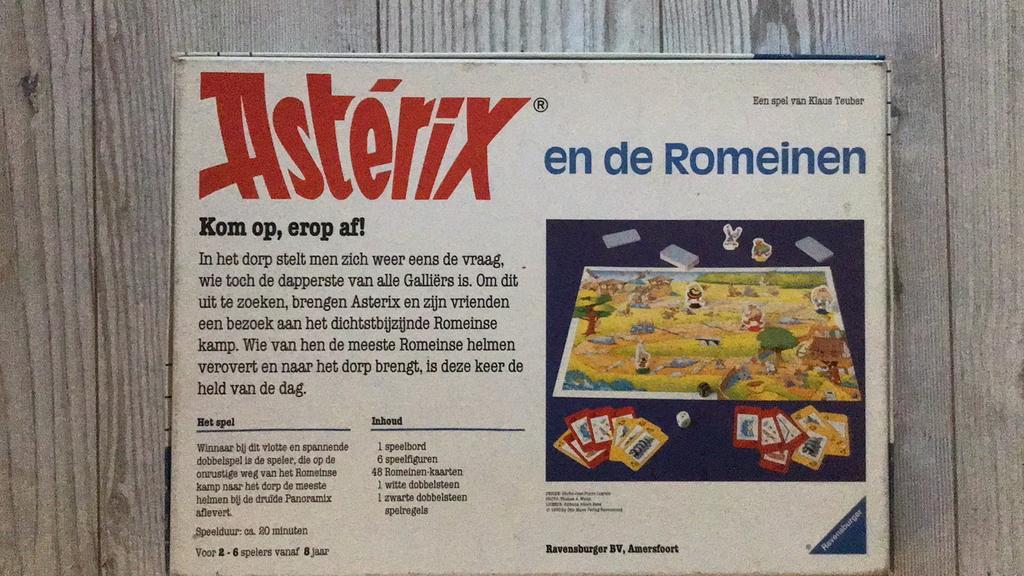 Astérix®
Een spel van Klaus Teuber
en de Romeinen
Kom op, erop af!
In het dorp stelt men zich weer eens de vraag,
wie toch de dapperste van alle Galliërs is. Om dit
uit te zoeken, brengen Asterix en zijn vrienden
een bezoek aan het dichtstbijzijnde Romeinse
kamp. Wie van hen de meeste Romeinse helmen
verovert en naar het dorp brengt, is deze keer de
held van de dag.
Het spel
Winnaar bij dit vlotte en spannende
dobbelspel is de speler, die op de
onrustige weg van het Romeinse
kamp naar het dorp de meeste
helmen bij de druïde Panoramix
aflevert.
Speelduur: ca. 20 minuten
Voor 2 - 6 spelers vanaf 8 jaar
Inhoud
1 speelbord
6 speelfiguren
48 Romeinen-kaarten
1 witte dobbelsteen
1 zwarte dobbelsteen
spelregels
Ravensburger BV, Amersfoort
Ravensburger